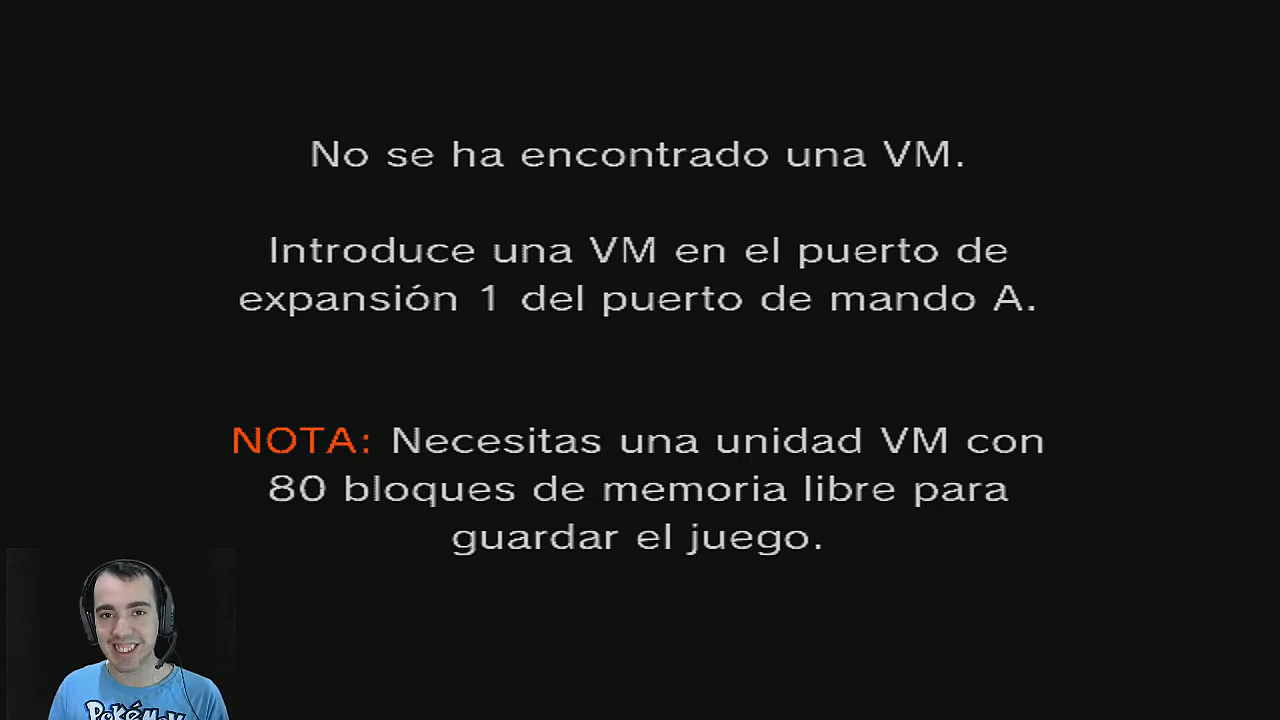 No se ha encontrado una VM.
Introduce una VM en el puerto de
expansión 1 del puerto de mando A.
NOTA: Necesitas una unidad VM con
80 bloques de memoria libre para
guardar el juego.
POKéMON